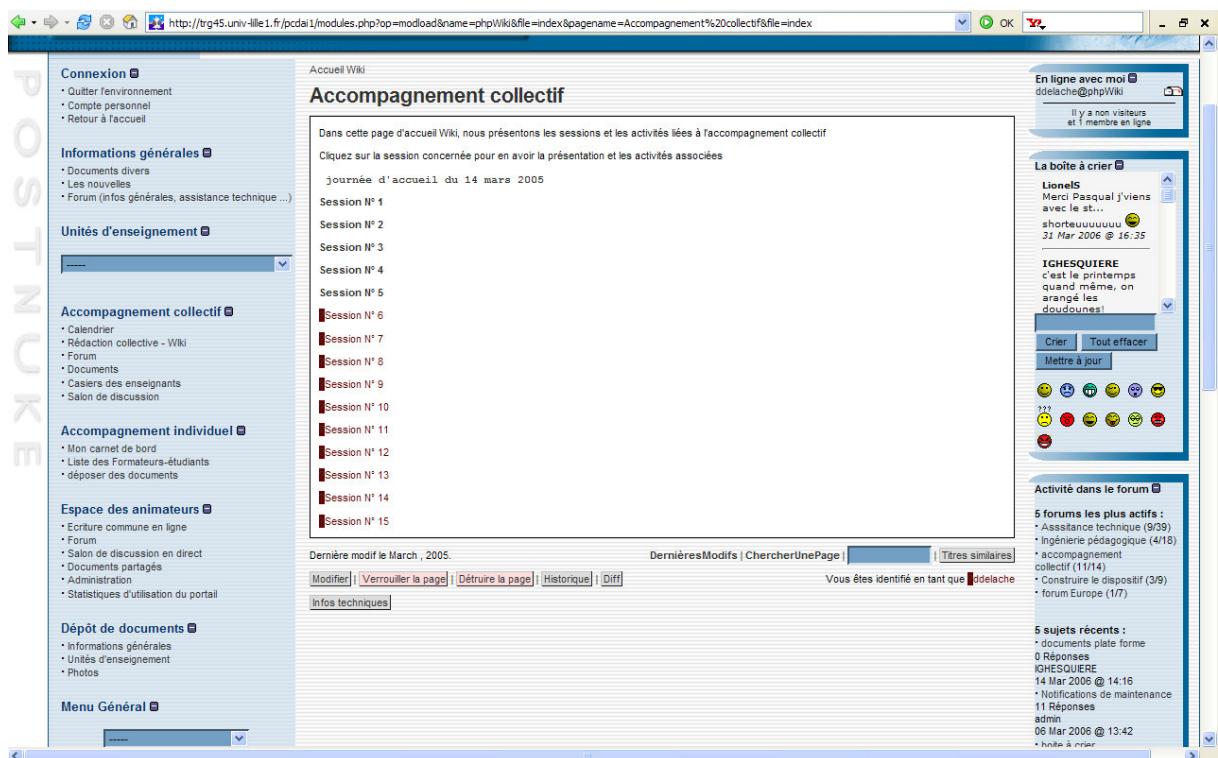 http://trg45.univ-lille1.fr/pcdai1/modules.php?op=modload&name=phpWiki&file=index&pagename=Accompagnement%20collectif&file=index
OK
POSTNUKE
Connexion
· Quitter l'environnement
· Compte personnel
· Retour à l'accueil
Informations générales
· Documents divers
· Les nouvelles
· Forum (infos générales, assistance technique ...)
Unités d'enseignement
-----
Accompagnement collectif
· Calendrier
· Rédaction collective - WIki
· Forum
· Documents
· Casiers des enseignants
· Salon de discussion
Accompagnement individuel
· Mon carnet de bord
· Liste des Formateurs-étudiants
· déposer des documents
Espace des animateurs
· Ecriture commune en ligne
· Forum
· Salon de discussion en direct
· Documents partagés
· Administration
· Statistiques d'utilisation du portail
Dépôt de documents
· Informations générales
· Unités d'enseignement
· Photos
Menu Général
-----
Accueil Wiki
Accompagnement collectif
Dans cette page d'accueil Wiki, nous présentons les sessions et les activités liées à l'accompagnement collectif
Cliquez sur la session concernée pour en avoir la présentation et les activités associées
journée d'accueil du 14 mars 2005
Session N° 1
Session N° 2
Session N° 3
Session N° 4
Session N° 5
Session N° 6
Session N° 7
Session N° 8
Session N° 9
Session N° 10
Session N° 11
Session N° 12
Session N° 13
Session N° 14
Session N° 15
Dernière modif le March , 2005.
DernièresModifs | ChercherUnePage | | Titres similaires
Modifier | Verrouiller la page | Détruire la page | Historique | Diff
Vous êtes identifié en tant que ddelache
Infos techniques
En ligne avec moi
ddelache@phpWiki
Il y a non visiteurs
et 1 membre en ligne
La boîte à crier
LionelS
Merci Pasqual j'viens
avec le st...
shorteuuuuuu
31 Mar 2006 @ 16:35
IGHESQUIERE
c'est le printemps
quand même, on
arangé les
doudounes!
Crier Tout effacer
Mettre à jour
???
Activité dans le forum
5 forums les plus actifs :
· Asssitance technique (9/39)
· Ingénierie pédagogique (4/18)
· accompagnement
collectif (11/14)
· Construire le dispositif (3/9)
· forum Europe (1/7)
5 sujets récents :
· documents plate forme
0 Réponses
IGHESQUIERE
14 Mar 2006 @ 14:16
· Notifications de maintenance
11 Réponses
admin
06 Mar 2006 @ 13:42
· boite à crier